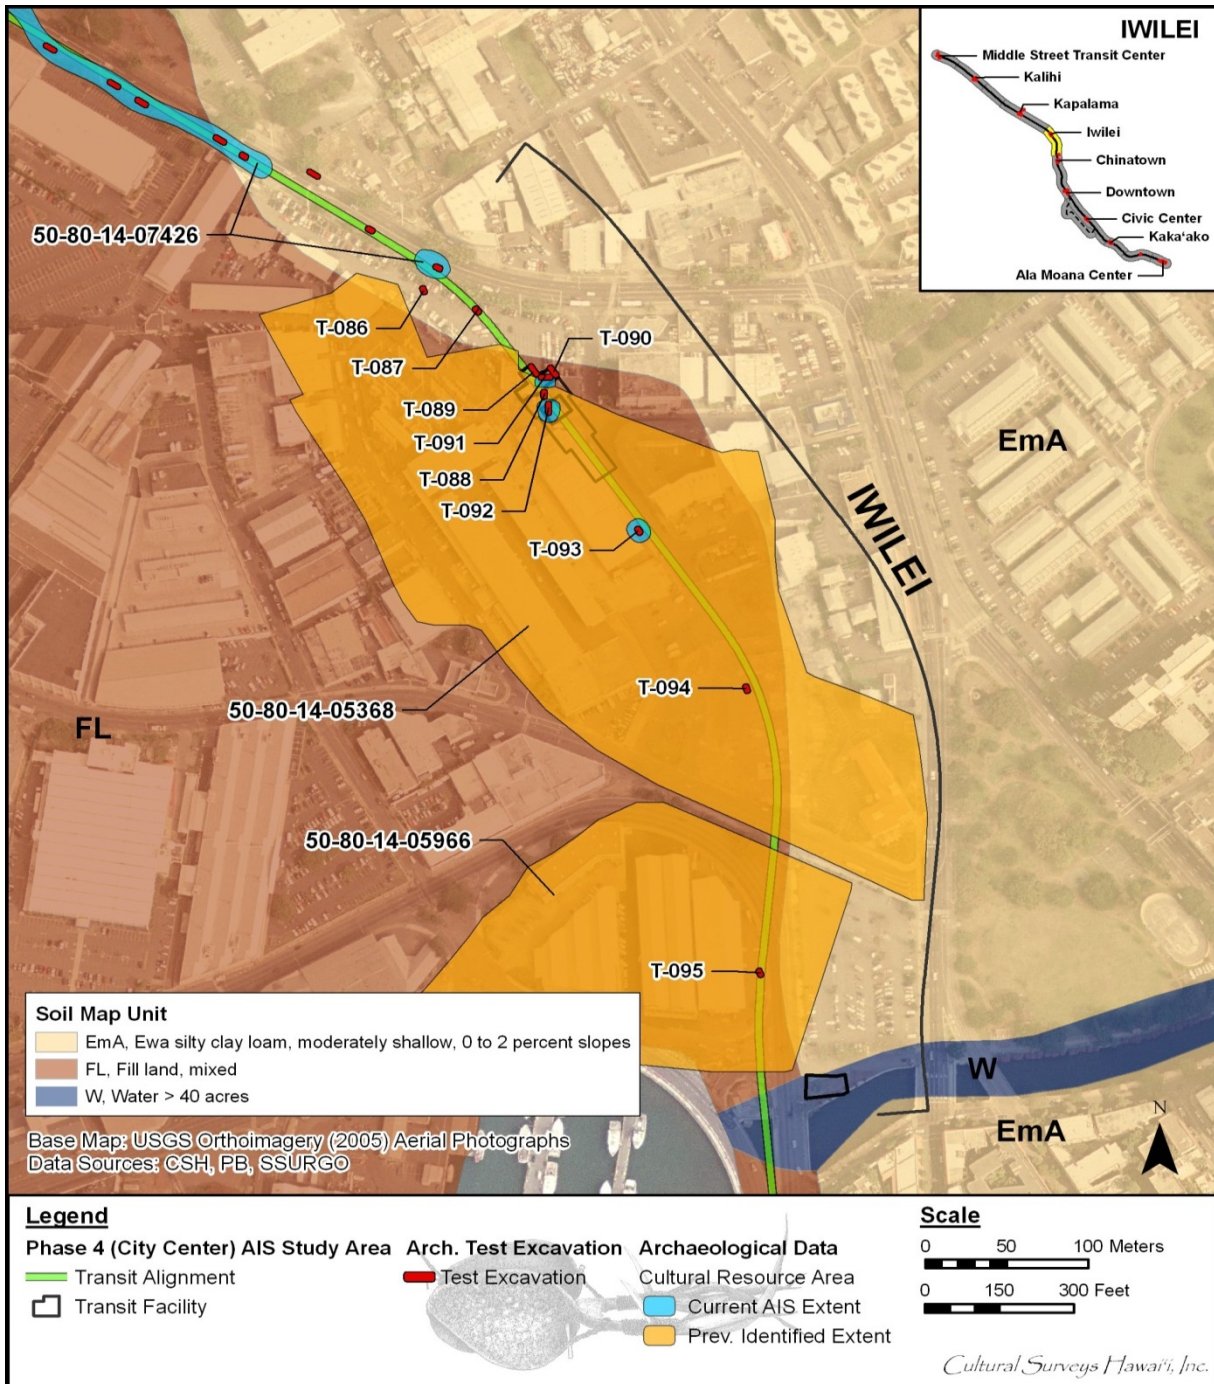 IWILEI
Middle Street Transit Center
Kalihi
Kapalama
Iwilei
Chinatown
Downtown
Civic Center
Kaka'ako
Ala Moana Center
50-80-14-07426
T-086
T-087
T-090
T-089
T-091
T-088
T-092
T-093
EmA
IWILEI
T-094
50-80-14-05368
FL
50-80-14-05966
T-095
W
EmA
N
Soil Map Unit
EmA, Ewa silty clay loam, moderately shallow, 0 to 2 percent slopes
FL, Fill land, mixed
W, Water > 40 acres
Base Map: USGS Orthoimagery (2005) Aerial Photographs
Data Sources: CSH, PB, SSURGO
Legend
Phase 4 (City Center) AIS Study Area
Transit Alignment
Transit Facility
Arch. Test Excavation
Test Excavation
Archaeological Data
Cultural Resource Area
Current AIS Extent
Prev. Identified Extent
Scale
0 50 100 Meters
0 150 300 Feet
Cultural Surveys Hawai'i, Inc.